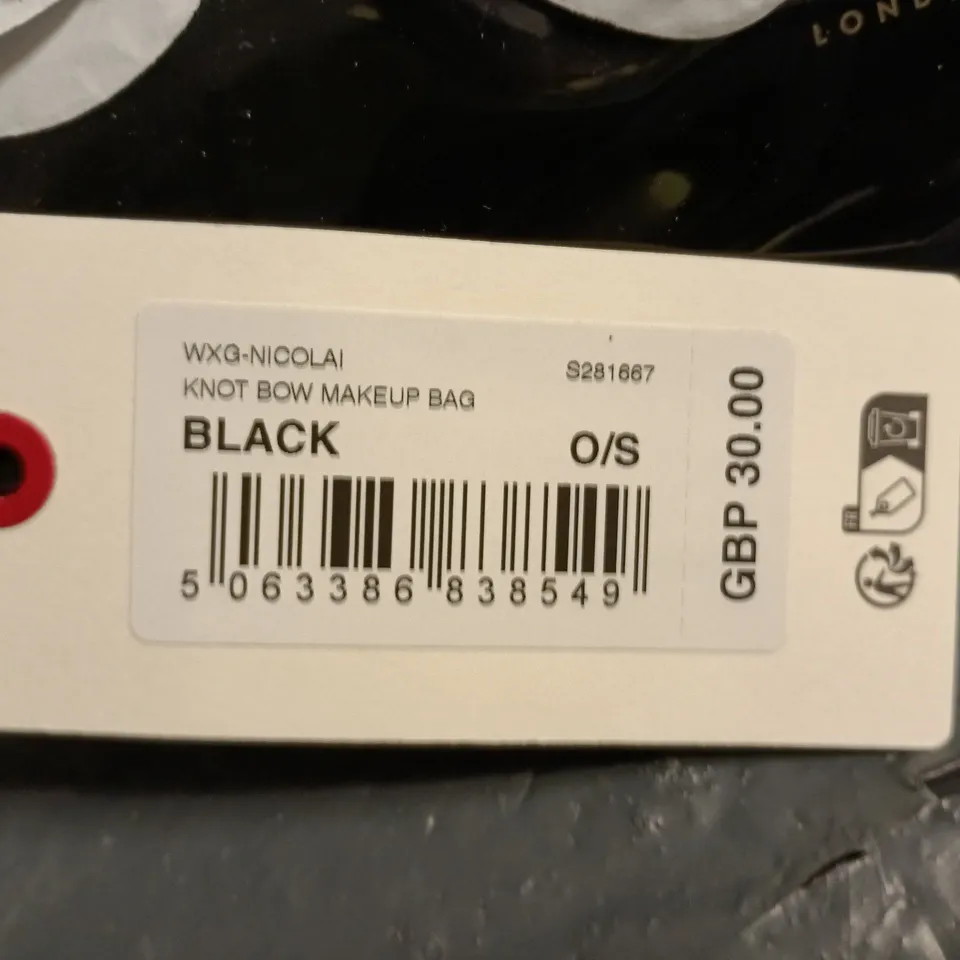 LOND
WXG-NICOLAI
S281667
KNOT BOW MAKEUP BAG
BLACK
O/S
5 063386 838549
GBP 30.00